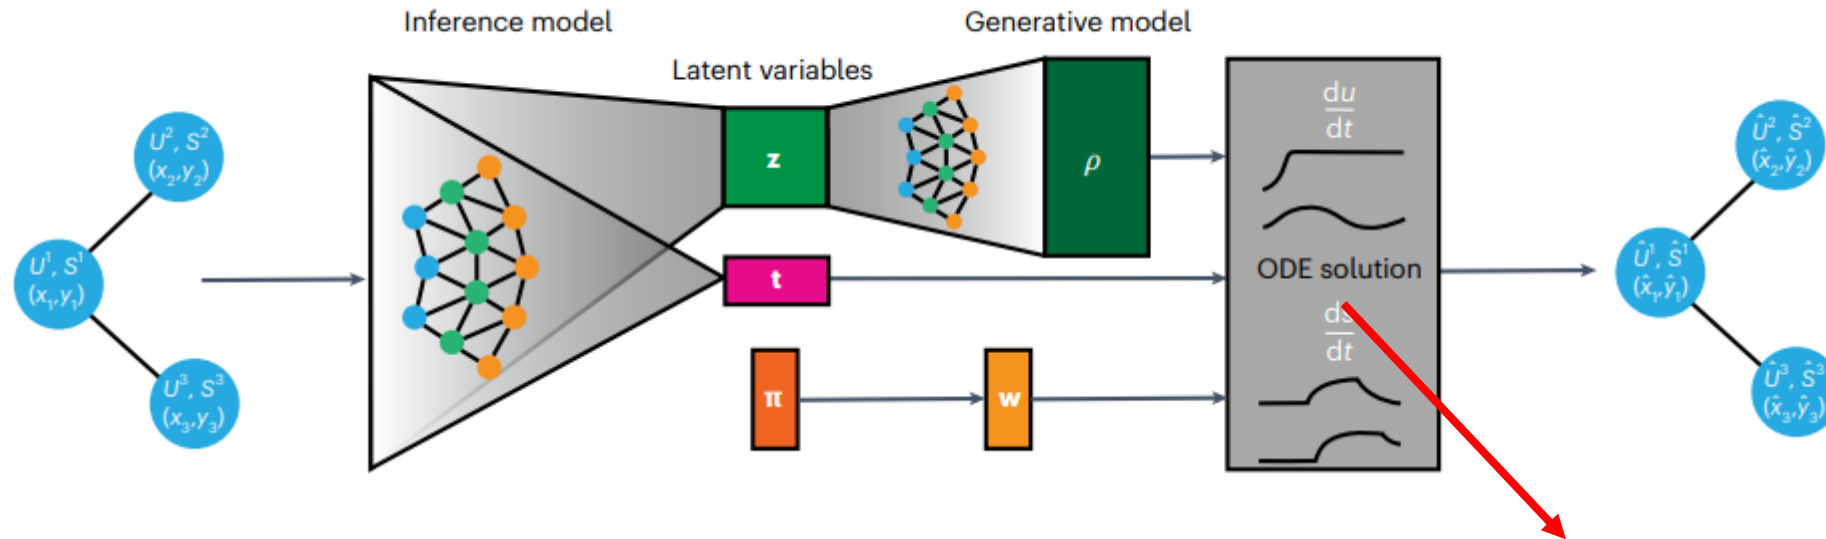 Inference model
Generative model
Latent variables
U², S²
(x₂,y₂)
U¹, S¹
(x₁,y₁)
U³, S³
(x₃,y₃)
z
t
π
w
ρ
du
dt
ODE solution
ds
dt
Û², Ŝ²
(x̂₂,ŷ₂)
Û¹, Ŝ¹
(x̂₁,ŷ₁)
Û³, Ŝ³
(x̂₃,ŷ₃)